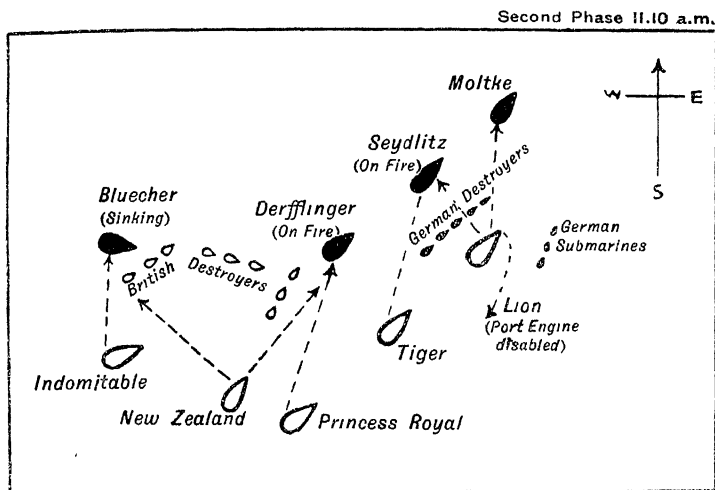 Second Phase 11.10 a.m.
Moltke
W E
S
Seydlitz
(On Fire)
German Destroyers
Bluecher
(Sinking)
Derfflinger
(On Fire)
German
Submarines
British Destroyers
Lion
(Port Engine
disabled)
Tiger
Indomitable
New Zealand
Princess Royal